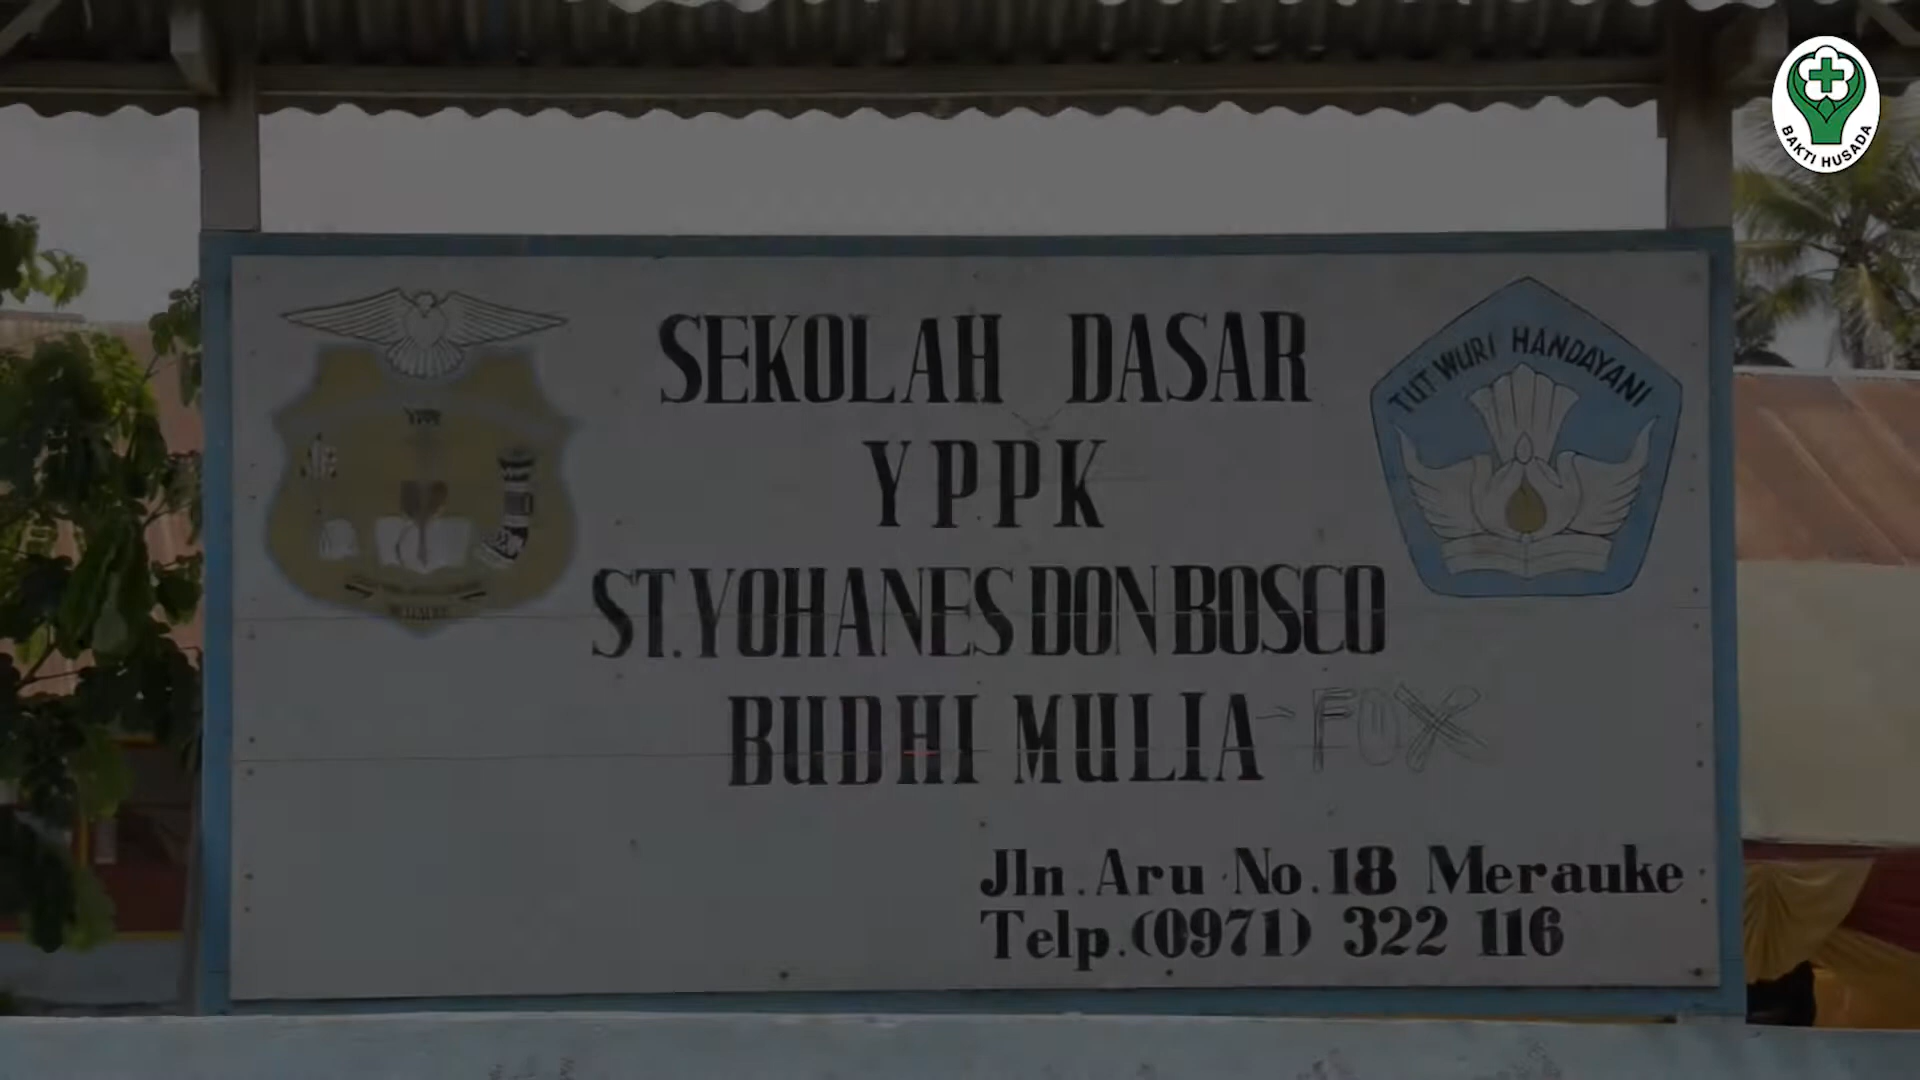 BAKTI HUSADA
SEKOLAH DASAR
YPPK
ST.YOHANES DON BOSCO
BUDHI MULIA
FOX
Jln. Aru No. 18 Merauke
Telp. (0971) 322 116
YPPK
TUT WURI HANDAYANI